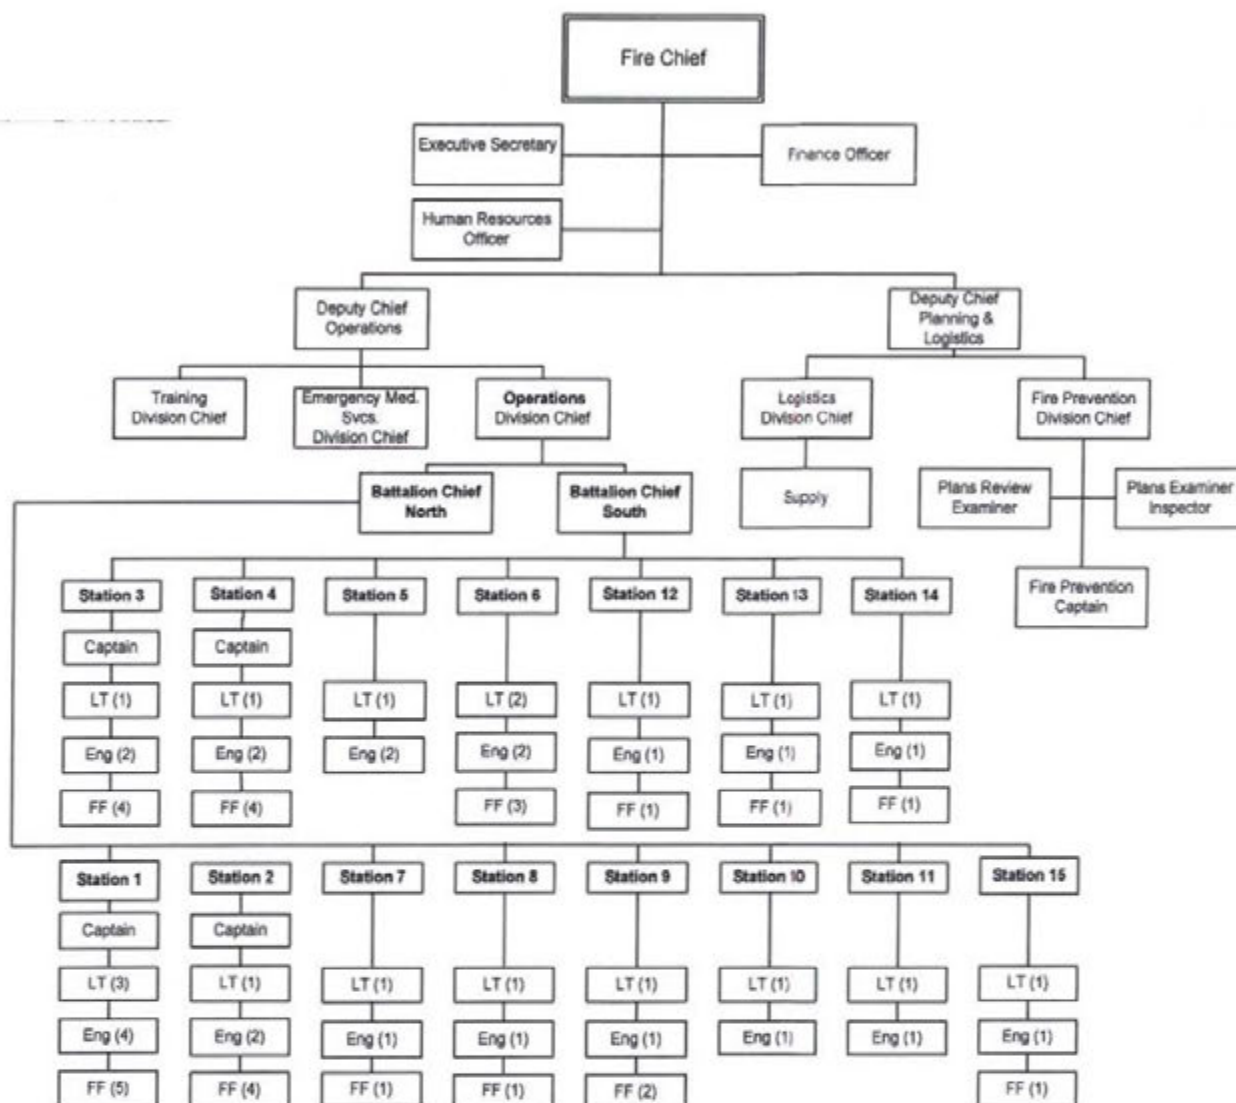 Fire Chief
Executive Secretary
Finance Officer
Human Resources
Officer
Deputy Chief
Operations
Deputy Chief
Planning &
Logistics
Training
Division Chief
Emergency Med.
Svcs.
Division Chief
Operations
Division Chief
Logistics
Division Chief
Fire Prevention
Division Chief
Battalion Chief
North
Battalion Chief
South
Supply
Plans Review
Examiner
Plans Examiner
Inspector
Fire Prevention
Captain
Station 3
Station 4
Station 5
Station 6
Station 12
Station 13
Station 14
Captain
Captain
LT (1)
LT (1)
LT (1)
LT (2)
LT (1)
LT (1)
LT (1)
Eng (2)
Eng (2)
Eng (2)
Eng (2)
Eng (1)
Eng (1)
Eng (1)
FF (4)
FF (4)
FF (3)
FF (1)
FF (1)
FF (1)
Station 1
Station 2
Station 7
Station 8
Station 9
Station 10
Station 11
Station 15
Captain
Captain
LT (3)
LT (1)
LT (1)
LT (1)
LT (1)
LT (1)
LT (1)
LT (1)
Eng (4)
Eng (2)
Eng (1)
Eng (1)
Eng (1)
Eng (1)
Eng (1)
Eng (1)
FF (5)
FF (4)
FF (1)
FF (1)
FF (2)
FF (1)